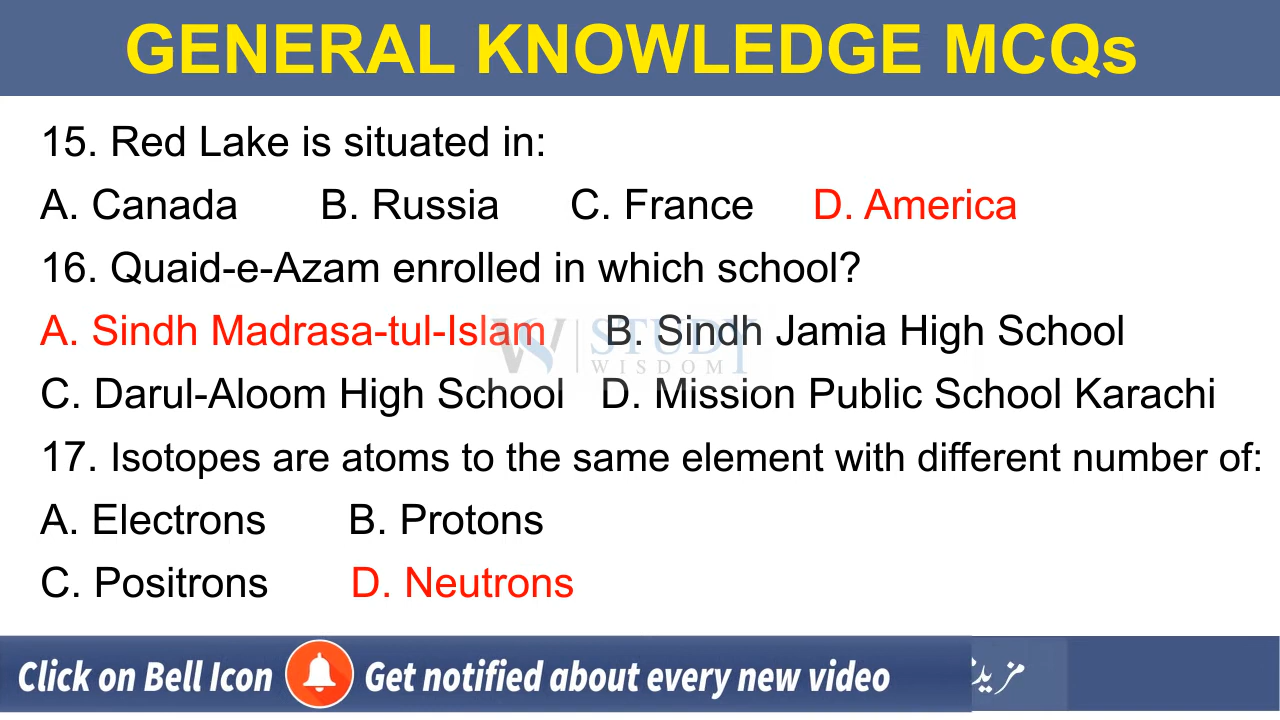 GENERAL KNOWLEDGE MCQs
15. Red Lake is situated in:
A. Canada B. Russia C. France D. America
16. Quaid-e-Azam enrolled in which school?
A. Sindh Madrasa-tul-Islam B. Sindh Jamia High School
STUDY
WISDOM
C. Darul-Aloom High School D. Mission Public School Karachi
17. Isotopes are atoms to the same element with different number of:
A. Electrons B. Protons
C. Positrons D. Neutrons
Click on Bell Icon Get notified about every new video مزید